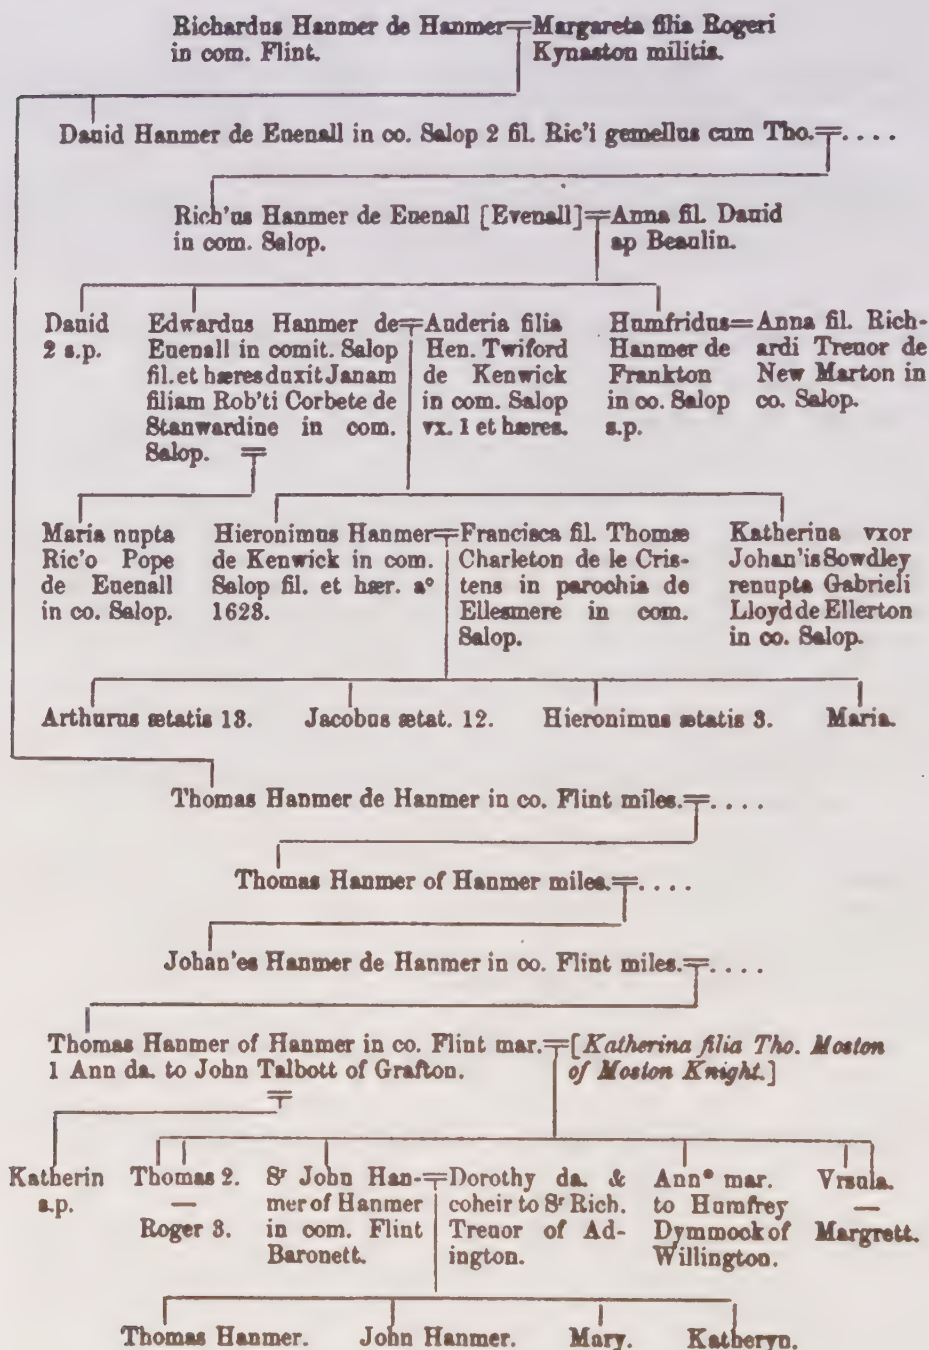 Richardus Hanmer de Hanmer
in com. Flint.
Margareta filia Rogeri
Kynaston militis.
Dauid Hanmer de Euenall in co. Salop 2 fil. Ric'i gemellus cum Tho. ....
Rich'us Hanmer de Euenall [Evenall]
in com. Salop.
Anna fil. Dauid
ap Beaulin.
Dauid
2 s.p.
Edwardus Hanmer de
Euenall in comit. Salop
fil. et hæres duxit Janam
filiam Rob'ti Corbete de
Stanwardine in com.
Salop.
Auderia filia
Hen. Twiford
de Kenwick
in com. Salop
vx. 1 et hæres.
Humfridus
Hanmer de
Frankton
in co. Salop
s.p.
Anna fil. Rich-
ardi Treuor de
New Marton in
co. Salop.
Maria nupta
Ric'o Pope
de Euenall
in co. Salop.
Hieronimus Hanmer
de Kenwick in com.
Salop fil. et hær. aº
1623.
Francisca fil. Thomæ
Charleton de le Cris-
tens in parochia de
Ellesmere in com.
Salop.
Katherina vxor
Johan'is Sowdley
renupta Gabrieli
Lloyd de Ellerton
in co. Salop.
Arthurus ætatis 13.
Jacobus ætat. 12.
Hieronimus ætatis 3.
Maria.
Thomas Hanmer de Hanmer in co. Flint miles. ....
Thomas Hanmer of Hanmer miles. ....
Johan'es Hanmer de Hanmer in co. Flint miles. ....
Thomas Hanmer of Hanmer in co. Flint mar.
1 Ann da. to John Talbott of Grafton.
[Katherina filia Tho. Moston
of Moston Knight.]
Katherin
s.p.
Thomas 2.
—
Roger 3.
Sʳ John Han-
mer of Hanmer
in com. Flint
Baronett.
Dorothy da. &
coheir to Sʳ Rich.
Treuor of Ad-
ington.
Ann* mar.
to Humfrey
Dymmock of
Willington.
Vrsula.
—
Margrett.
Thomas Hanmer.
John Hanmer.
Mary.
Katheryn.